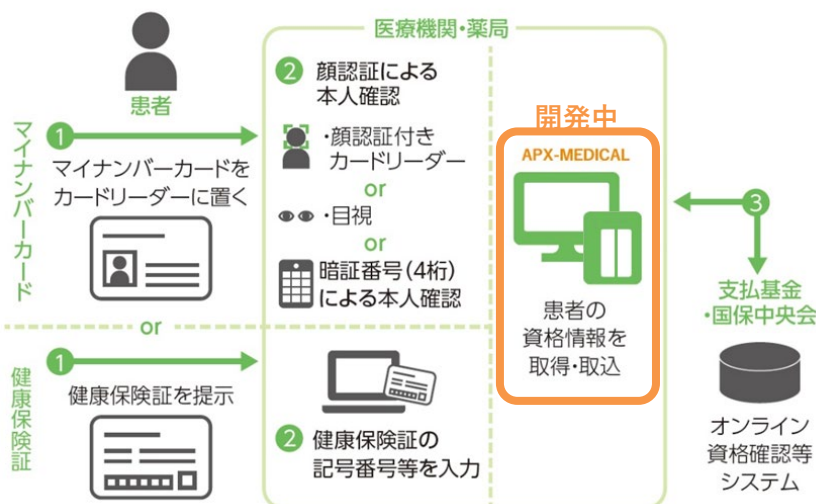 医療機関・薬局
患者
マイナンバーカード
1
マイナンバーカードを
カードリーダーに置く
2 顔認証による
本人確認
・顔認証付き
カードリーダー
or
・目視
or
暗証番号(4桁)
による本人確認
or
健康保険証
1
健康保険証を提示
2 健康保険証の
記号番号等を入力
開発中
APX-MEDICAL
患者の
資格情報を
取得・取込
3
支払基金
・国保中央会
オンライン
資格確認等
システム